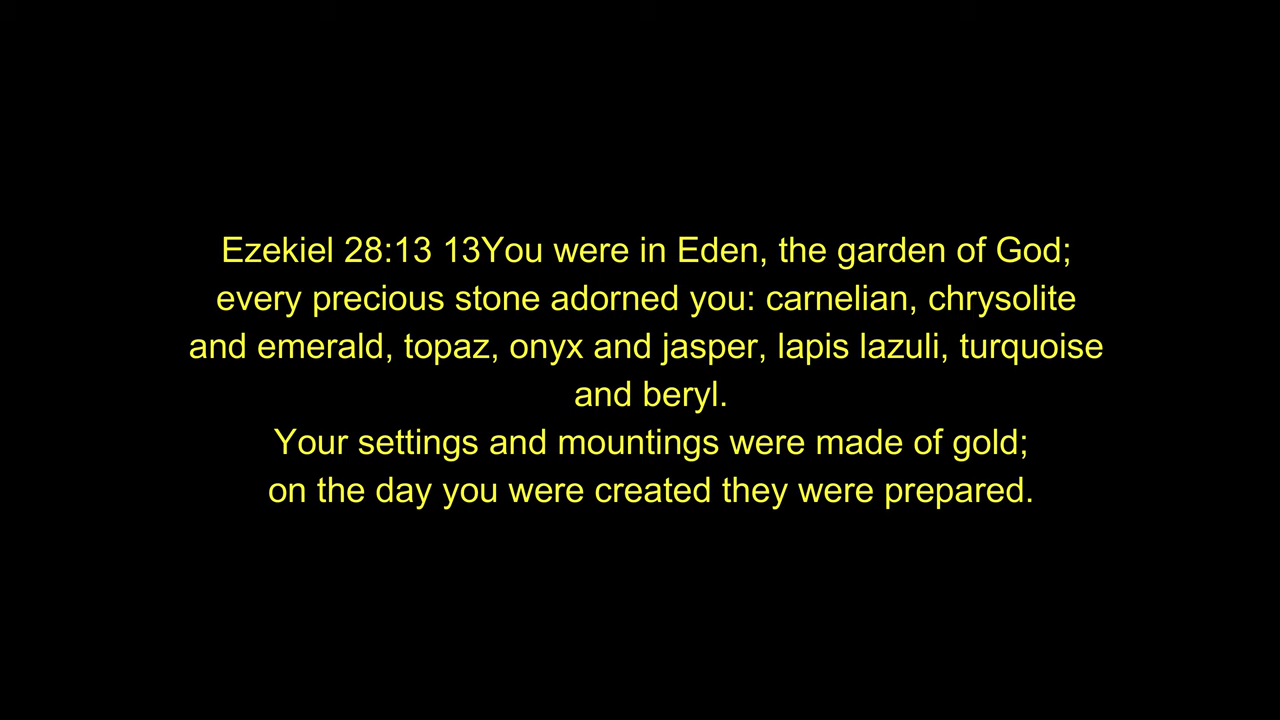 Ezekiel 28:13 13You were in Eden, the garden of God;
every precious stone adorned you: carnelian, chrysolite
and emerald, topaz, onyx and jasper, lapis lazuli, turquoise
and beryl.
Your settings and mountings were made of gold;
on the day you were created they were prepared.